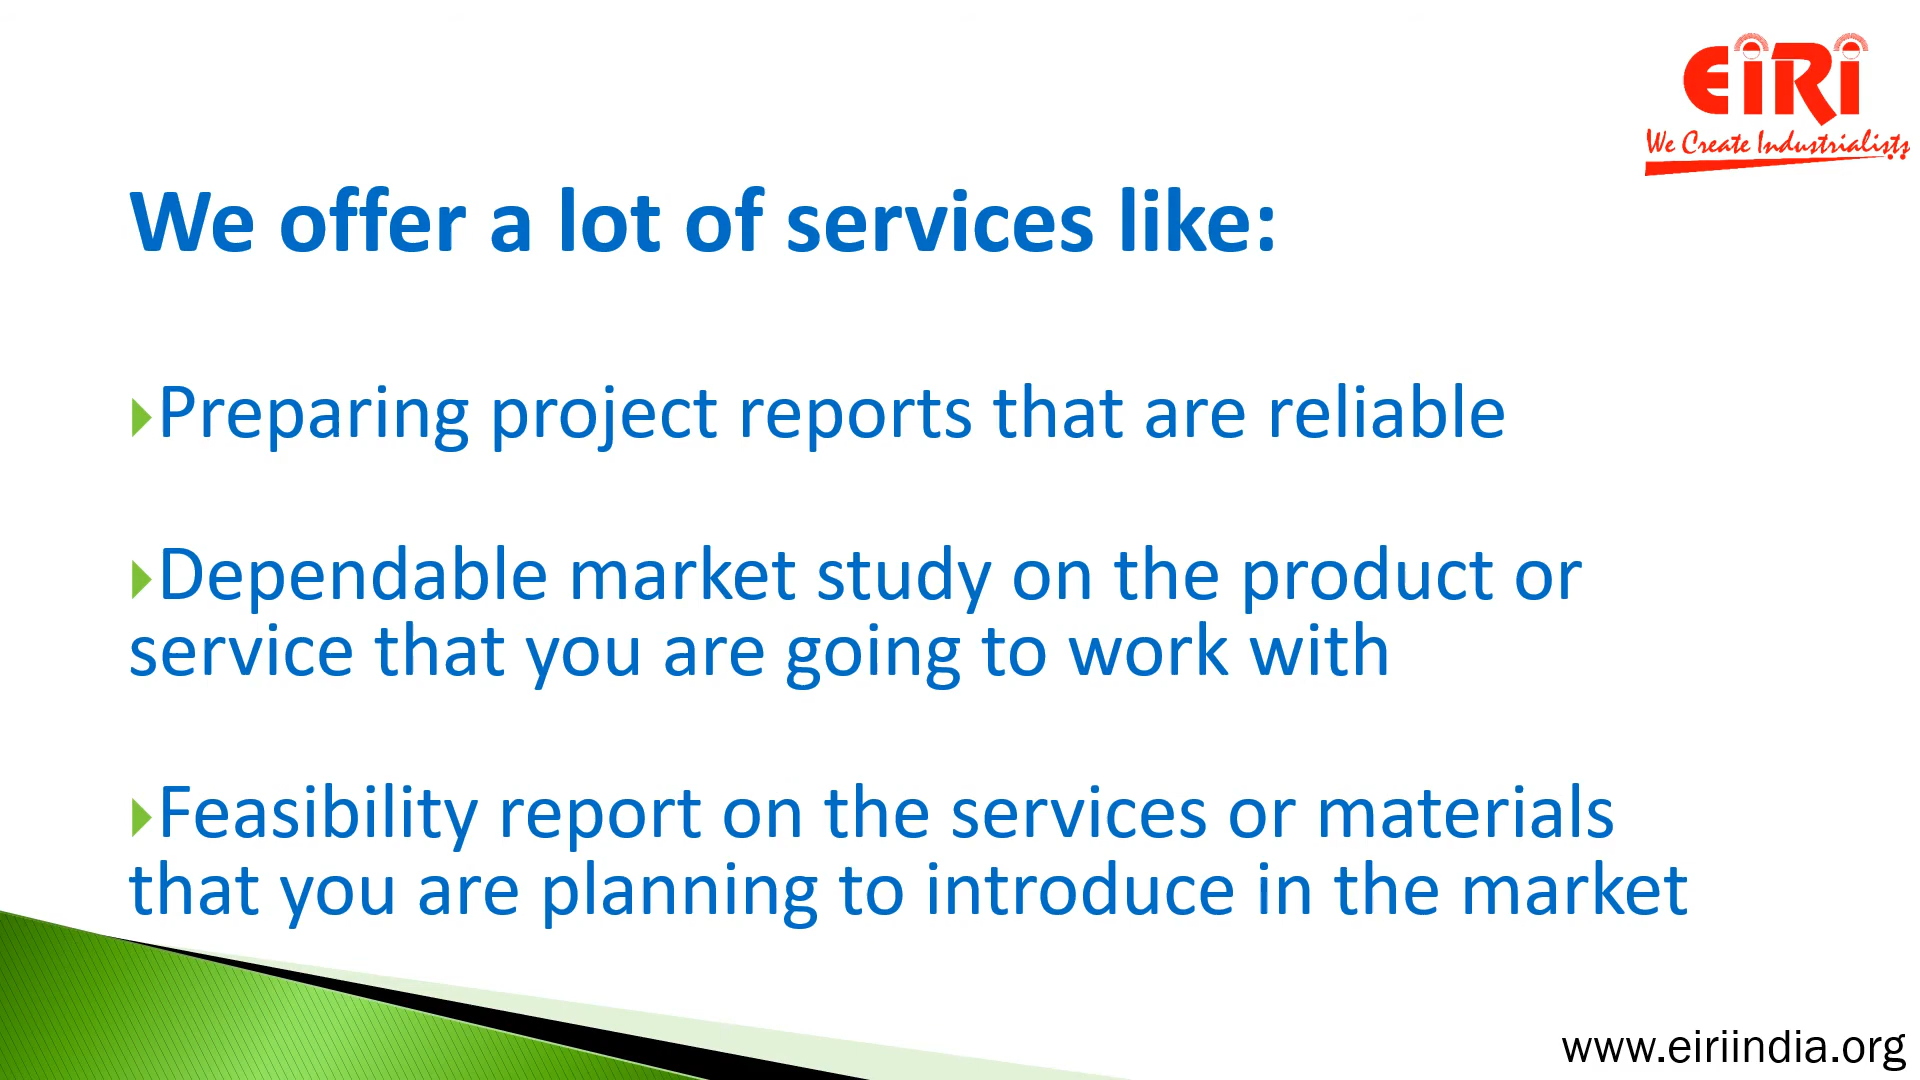 EiRi
We Create Industrialists
We offer a lot of services like:
Preparing project reports that are reliable
Dependable market study on the product or
service that you are going to work with
Feasibility report on the services or materials
that you are planning to introduce in the market
www.eiriindia.org